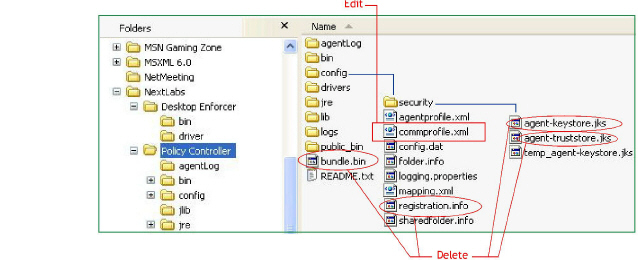 Edit
Folders
Name
MSN Gaming Zone
MSXML 6.0
NetMeeting
NextLabs
Desktop Enforcer
bin
driver
Policy Controller
agentLog
bin
config
jlib
jre
agentLog
bin
config
drivers
jre
lib
logs
public_bin
bundle.bin
README.txt
security
agentprofile.xml
commprofile.xml
config.dat
folder.info
logging.properties
mapping.xml
registration.info
sharedfolder.info
agent-keystore.jks
agent-truststore.jks
temp_agent-keystore.jks
Delete